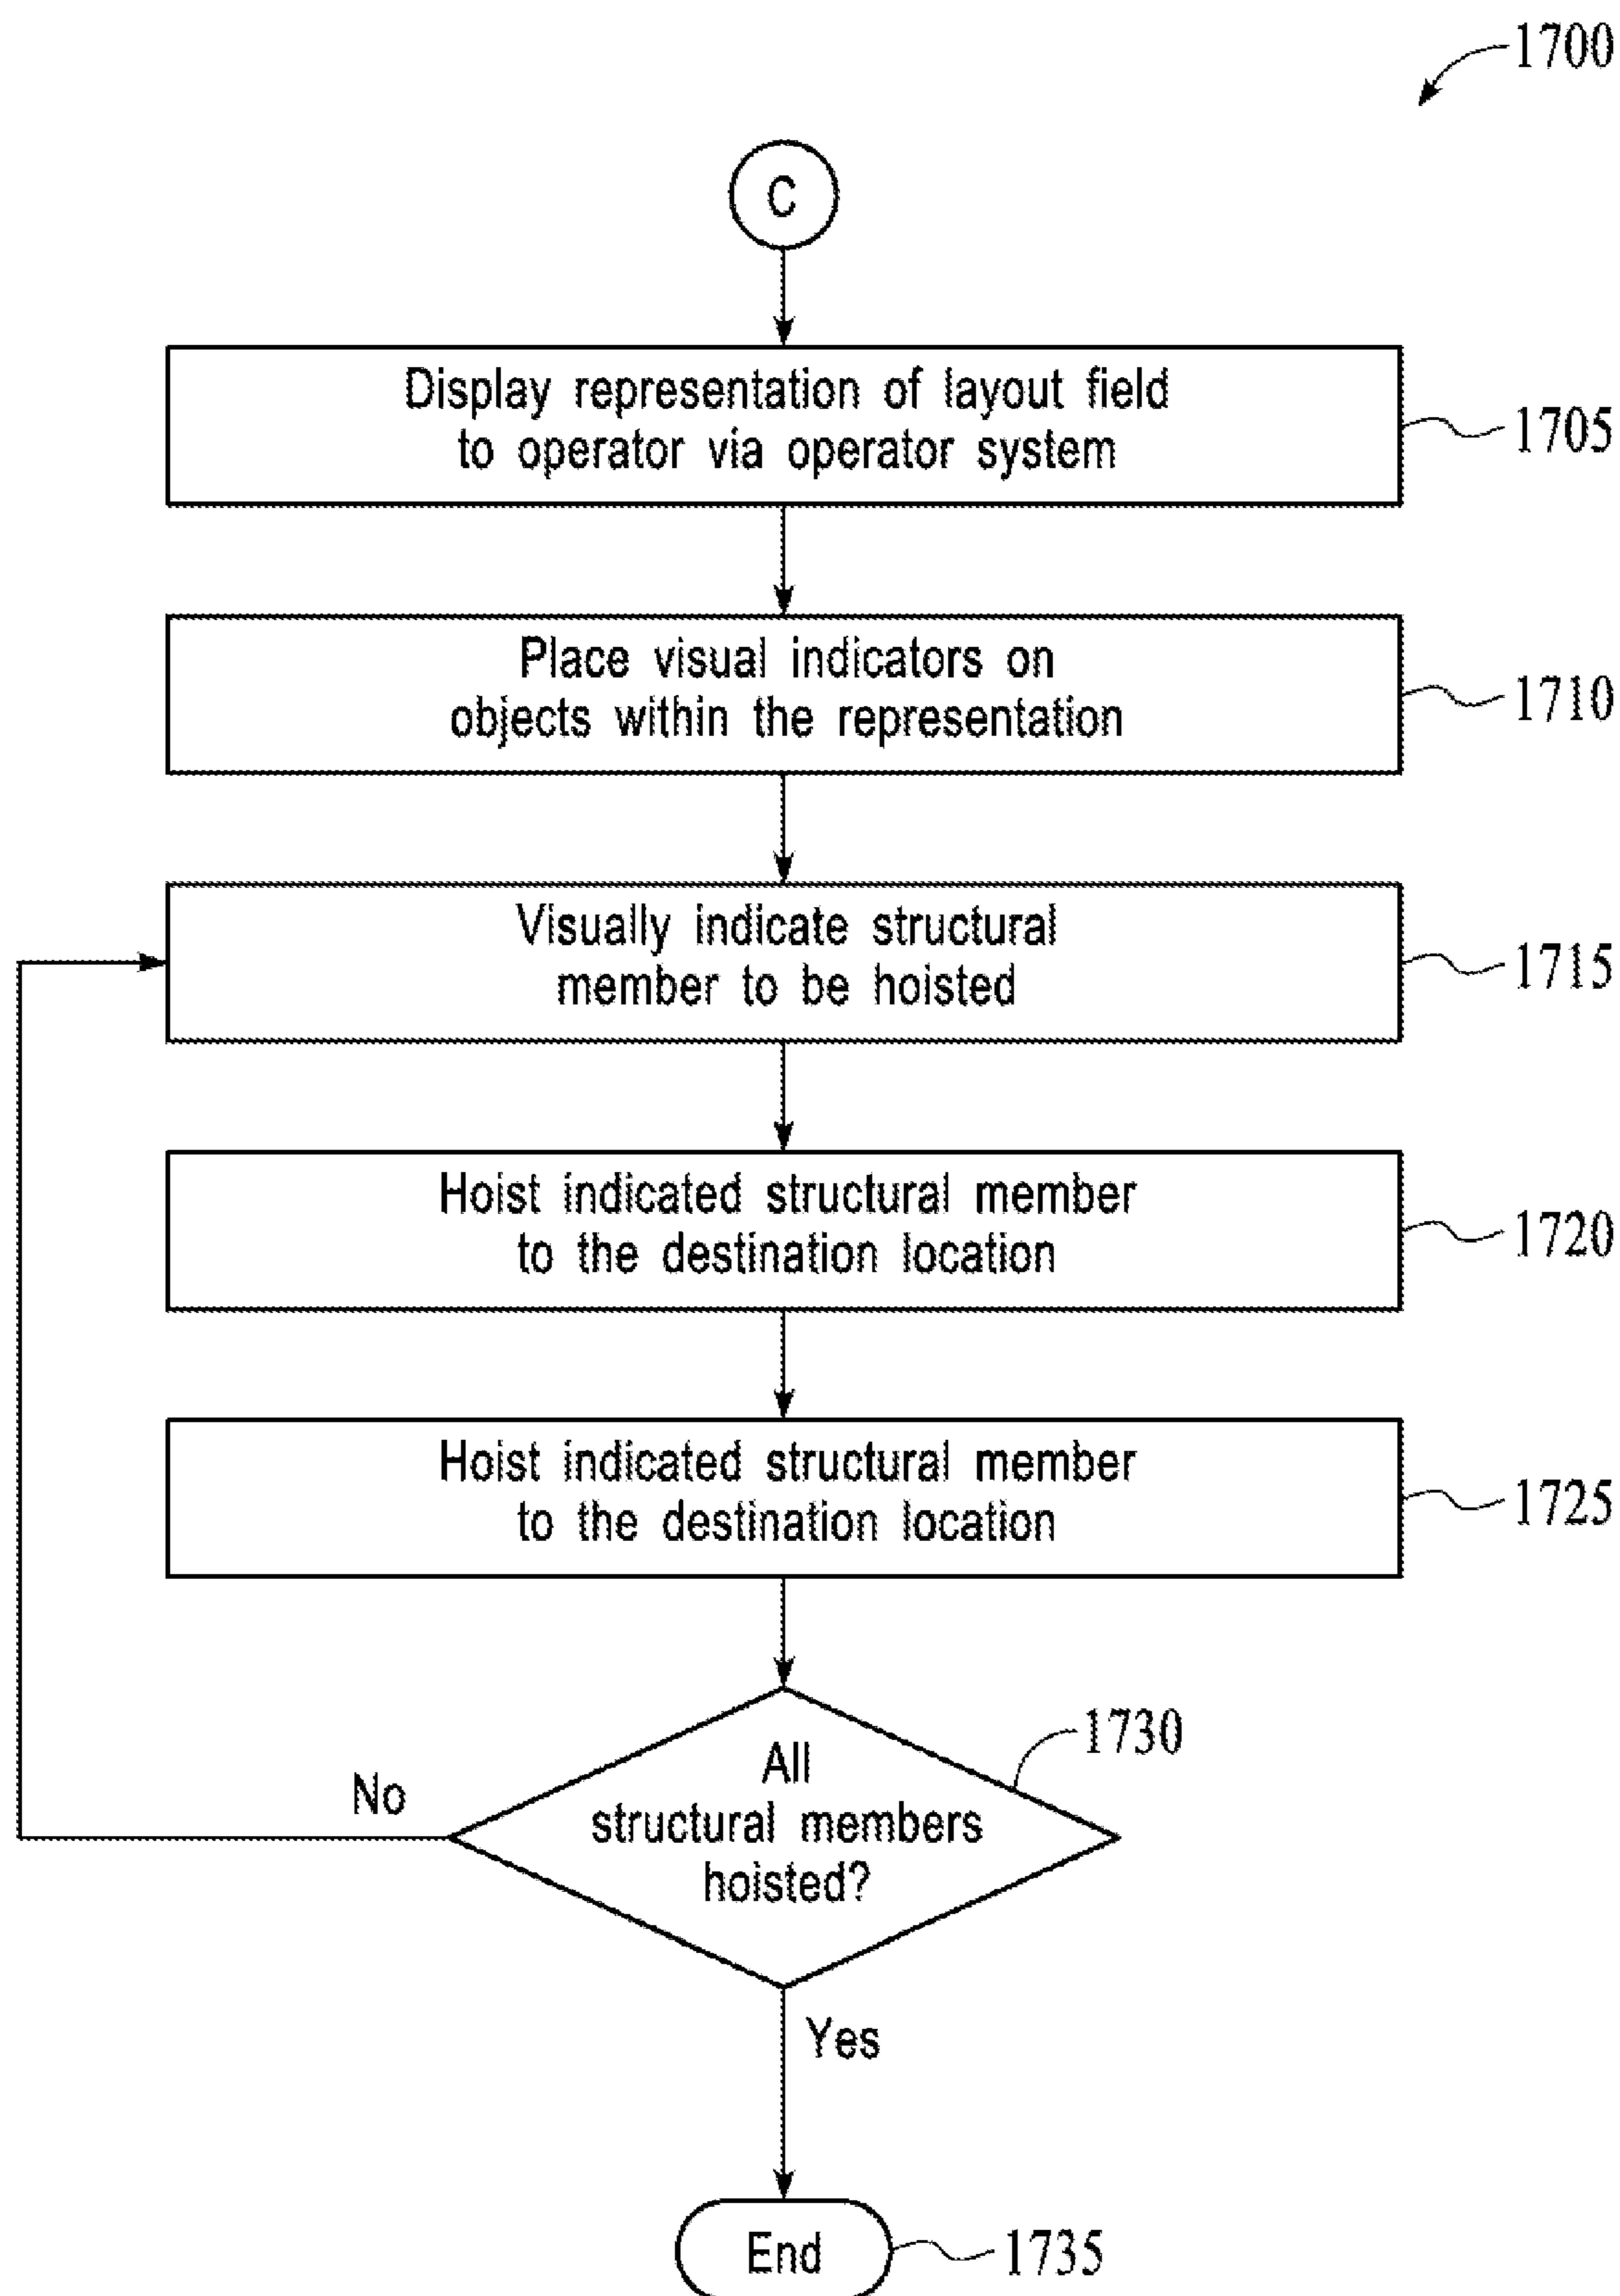 1700
C
Display representation of layout field
to operator via operator system
1705
Place visual indicators on
objects within the representation
1710
Visually indicate structural
member to be hoisted
1715
Hoist indicated structural member
to the destination location
1720
Hoist indicated structural member
to the destination location
1725
1730
All
structural members
hoisted?
No
Yes
End
1735